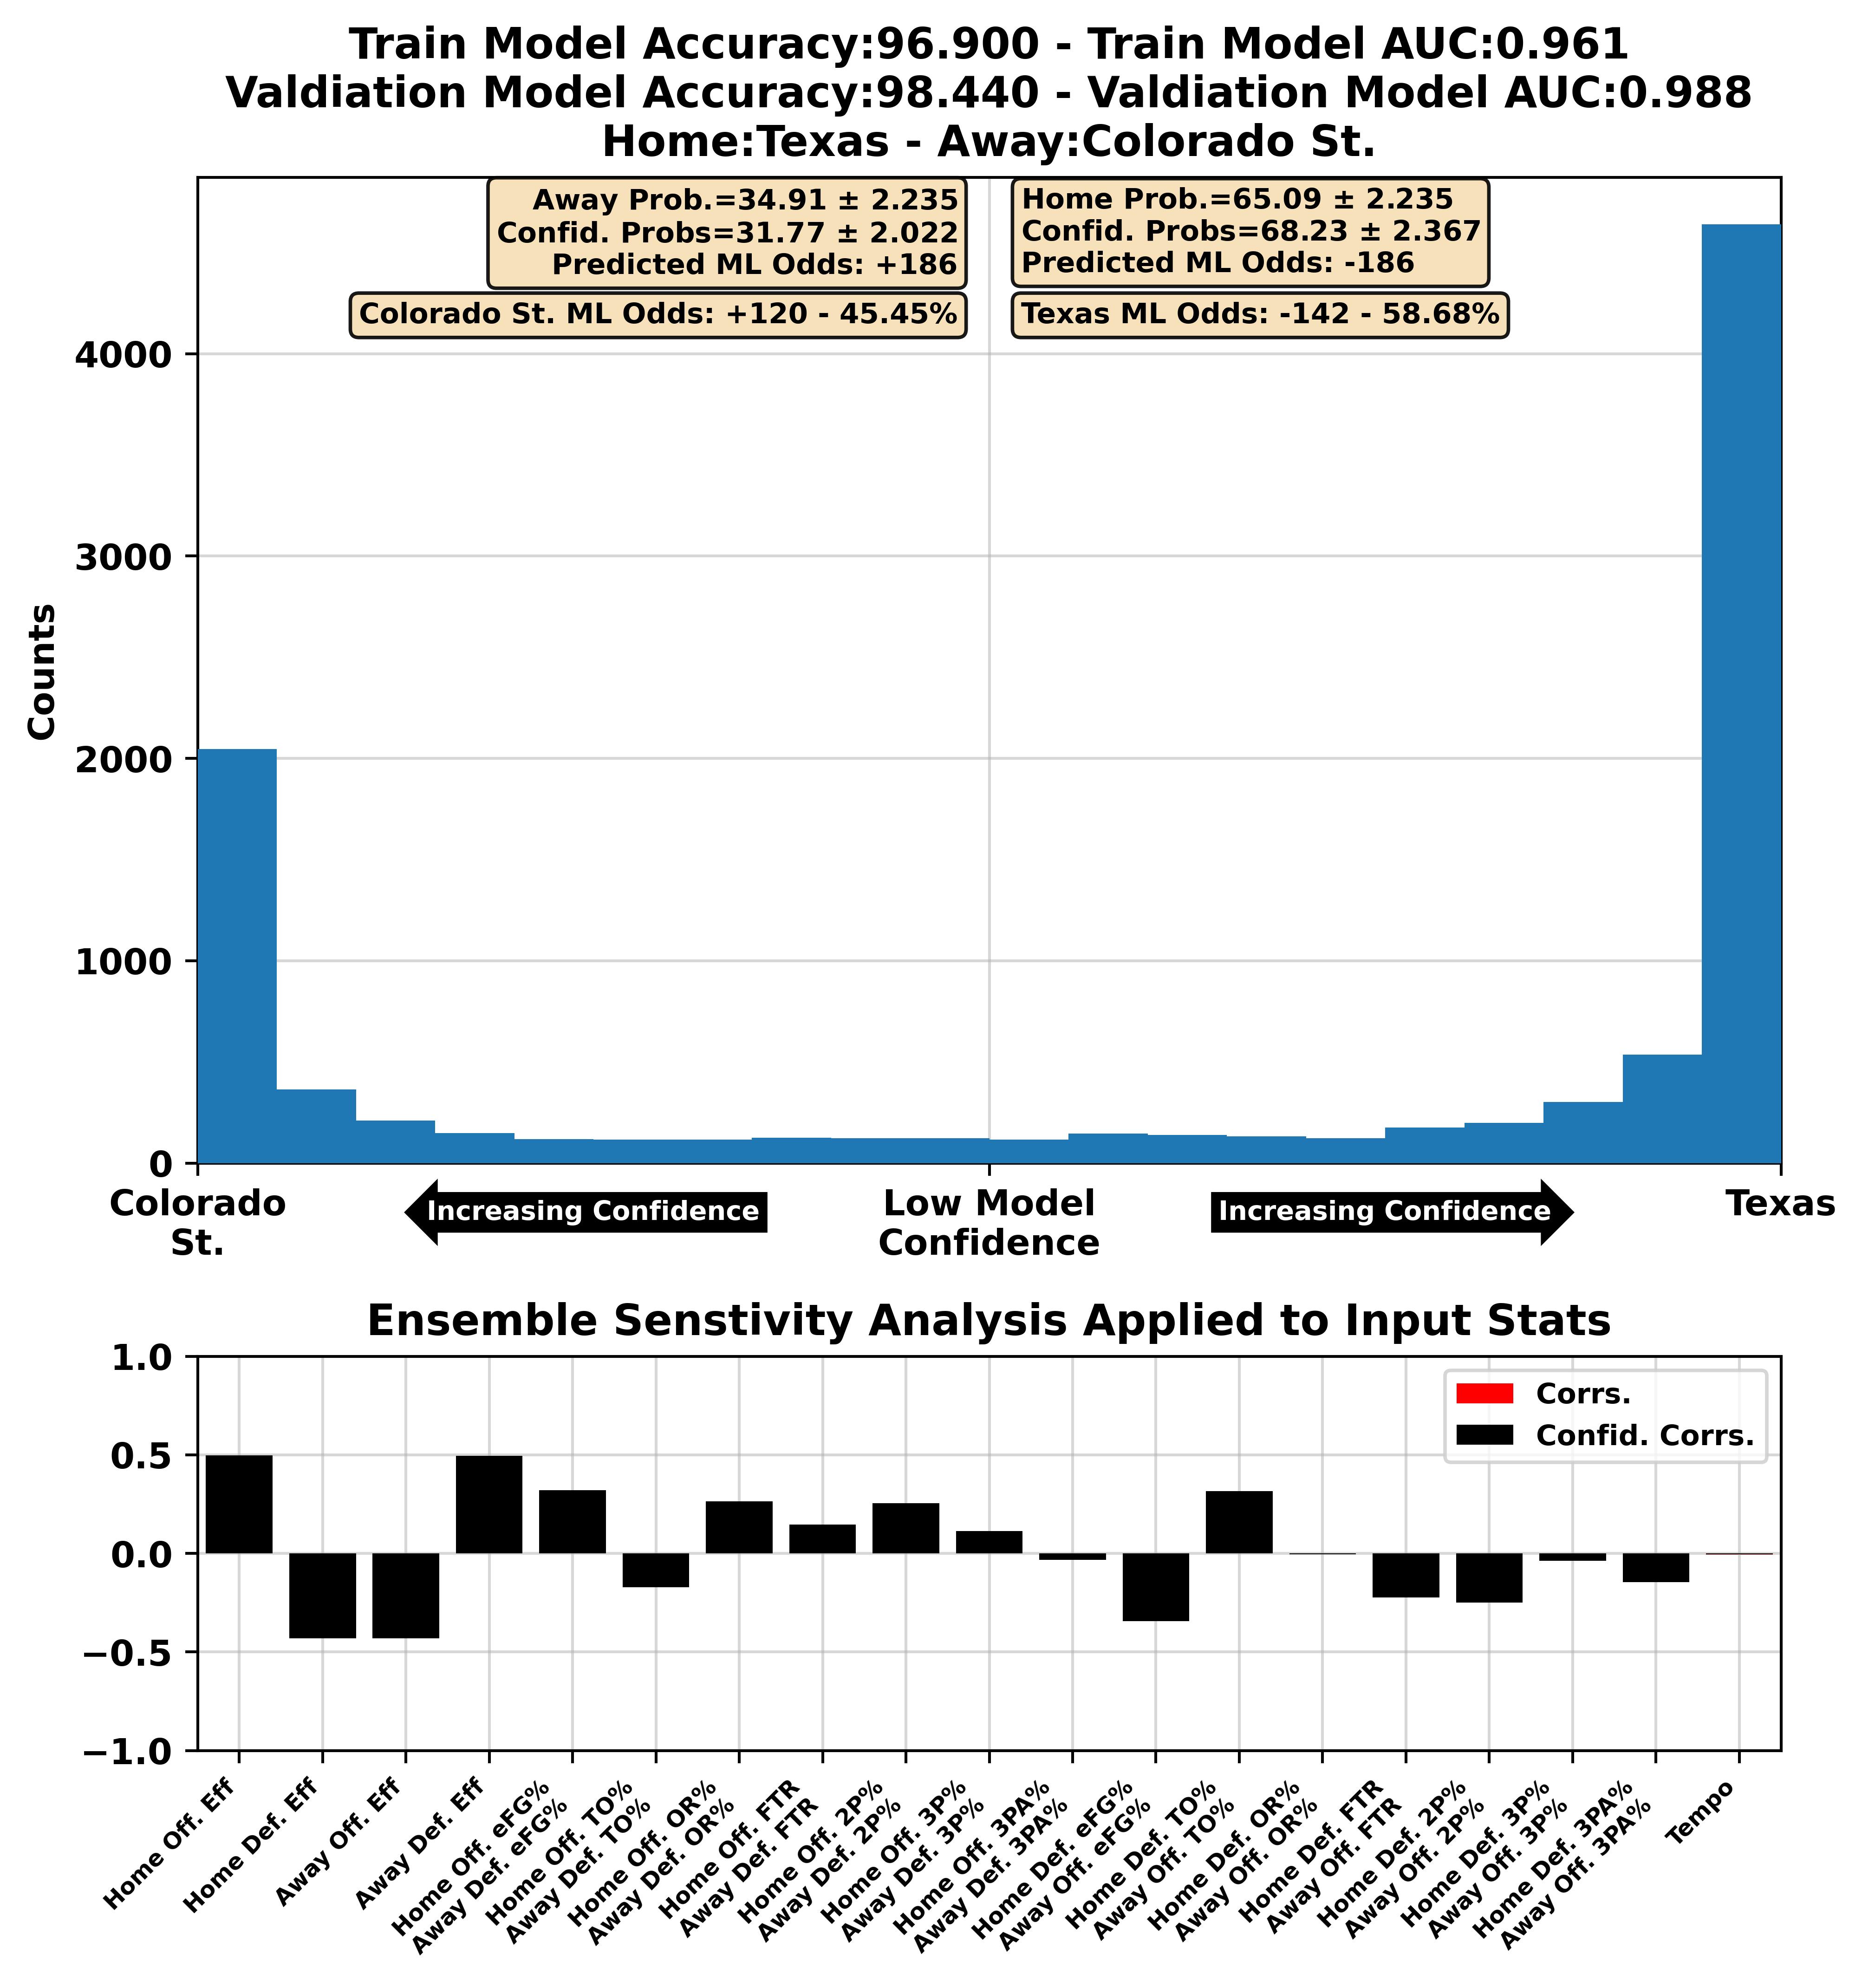 Train Model Accuracy:96.900 - Train Model AUC:0.961
Valdiation Model Accuracy:98.440 - Valdiation Model AUC:0.988
Home:Texas - Away:Colorado St.
Away Prob.=34.91 ± 2.235
Confid. Probs=31.77 ± 2.022
Predicted ML Odds: +186
Colorado St. ML Odds: +120 - 45.45%
Home Prob.=65.09 ± 2.235
Confid. Probs=68.23 ± 2.367
Predicted ML Odds: -186
Texas ML Odds: -142 - 58.68%
Counts
4000
3000
2000
1000
0
Colorado
St.
Increasing Confidence
Low Model
Confidence
Increasing Confidence
Texas
Ensemble Senstivity Analysis Applied to Input Stats
1.0
0.5
0.0
−0.5
−1.0
Corrs.
Confid. Corrs.
Home Off. Eff
Home Def. Eff
Away Off. Eff
Away Def. Eff
Home Off. eFG%
Away Def. eFG%
Home Off. TO%
Away Def. TO%
Home Off. OR%
Away Def. OR%
Home Off. FTR
Away Def. FTR
Home Off. 2P%
Away Def. 2P%
Home Off. 3P%
Away Def. 3P%
Home Off. 3PA%
Away Def. 3PA%
Home Def. eFG%
Away Off. eFG%
Home Def. TO%
Away Off. TO%
Home Def. OR%
Away Off. OR%
Home Def. FTR
Away Off. FTR
Home Def. 2P%
Away Off. 2P%
Home Def. 3P%
Away Off. 3P%
Home Def. 3PA%
Away Off. 3PA%
Tempo